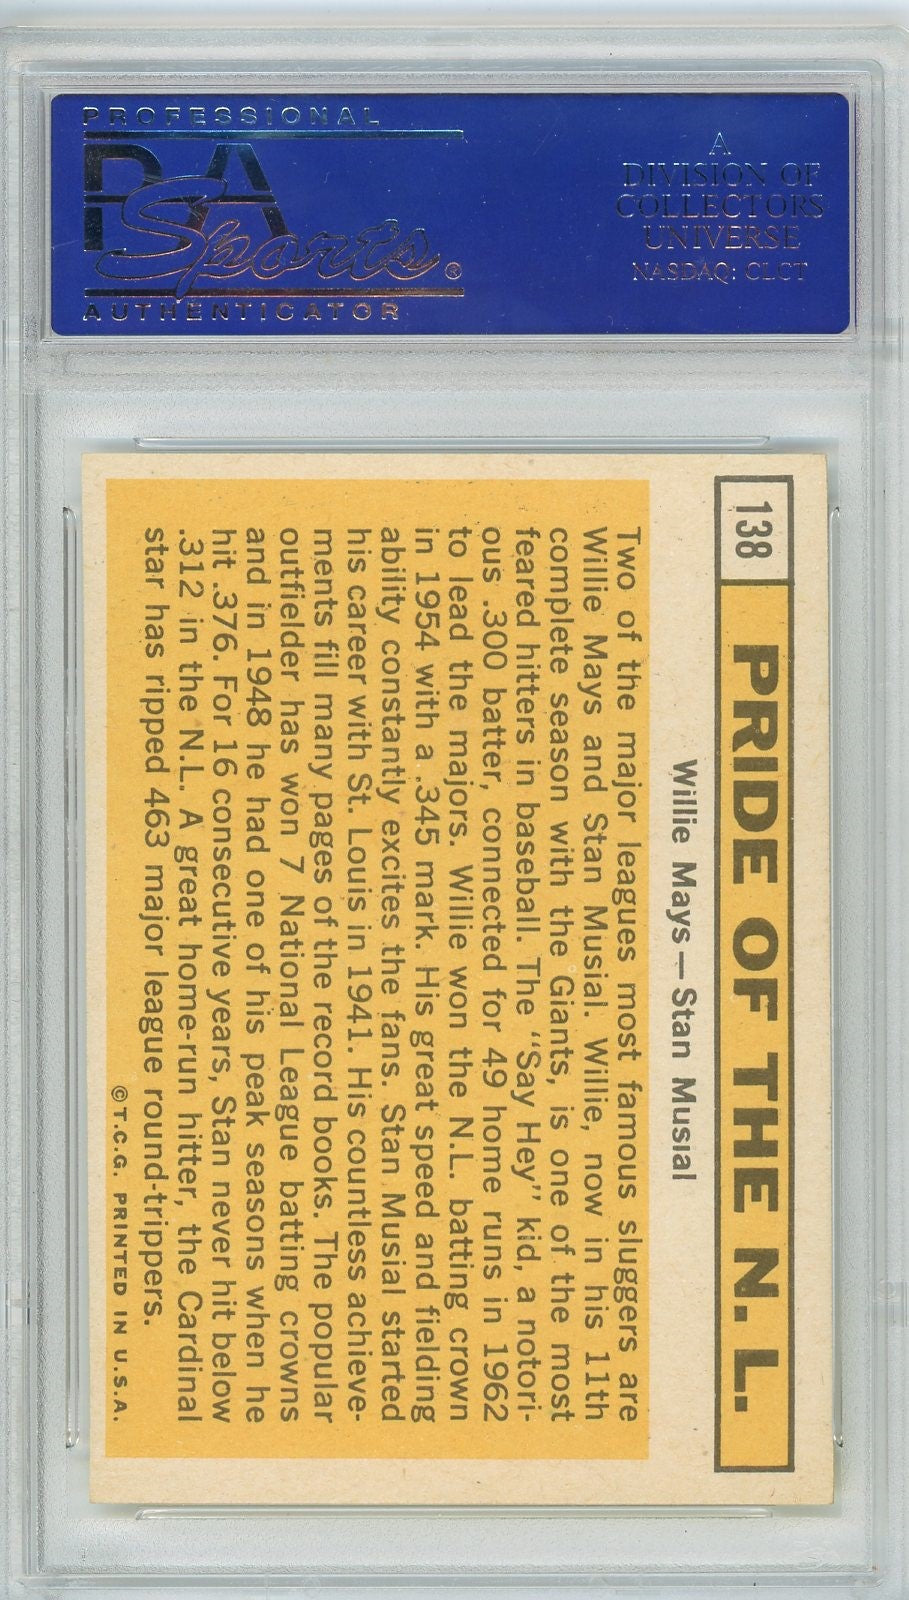 PROFESSIONAL
PSA
Sports®
AUTHENTICATOR
A
DIVISION OF
COLLECTORS
UNIVERSE
NASDAQ: CLCT
138
PRIDE OF THE N. L.
Willie Mays—Stan Musial
Two of the major leagues most famous sluggers are
Willie Mays and Stan Musial. Willie, now in his 11th
complete season with the Giants, is one of the most
feared hitters in baseball. The "Say Hey" kid, a notori-
ous .300 batter, connected for 49 home runs in 1962
to lead the majors. Willie won the N.L. batting crown
in 1954 with a .345 mark. His great speed and fielding
ability constantly excites the fans. Stan Musial started
his career with St. Louis in 1941. His countless achieve-
ments fill many pages of the record books. The popular
outfielder has won 7 National League batting crowns
and in 1948 he had one of his peak seasons when he
hit .376. For 16 consecutive years, Stan never hit below
.312 in the N.L. A great home-run hitter, the Cardinal
star has ripped 463 major league round-trippers.
©T.C.G. PRINTED IN U.S.A.